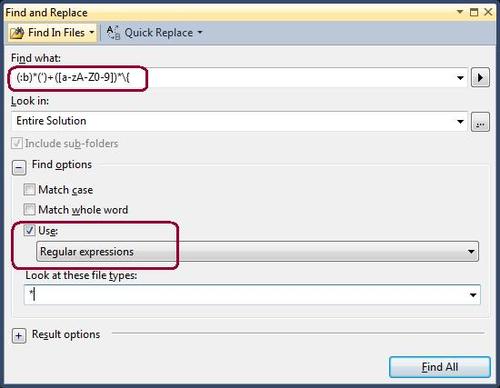 Find and Replace
Find In Files Quick Replace
Find what:
(:b)*(')+([a-zA-Z0-9])*\{
Look in:
Entire Solution
...
Include sub-folders
Find options
Match case
Match whole word
Use:
Regular expressions
Look at these file types:
*
Result options
Find All